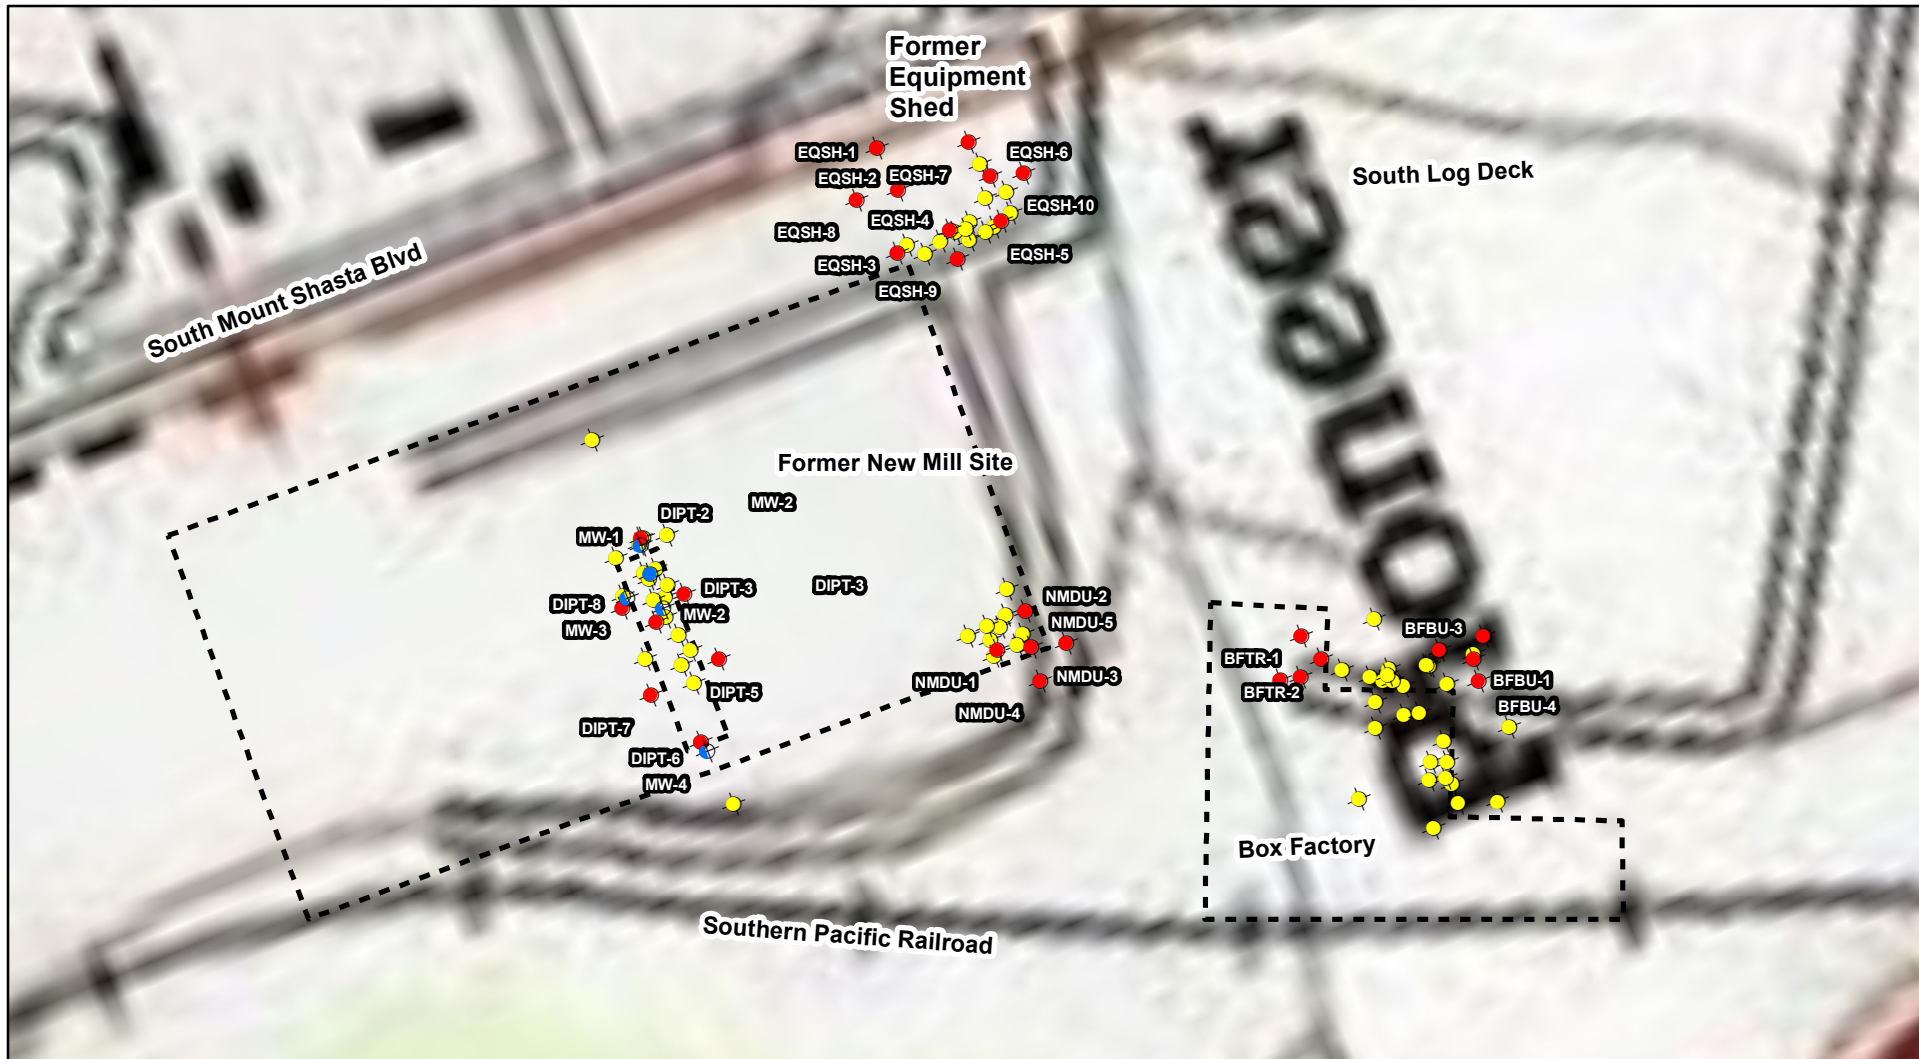 Former
Equipment
Shed
EQSH-1
EQSH-6
EQSH-2
EQSH-7
South Log Deck
EQSH-10
EQSH-4
EQSH-8
EQSH-5
EQSH-3
EQSH-9
South Mount Shasta Blvd
Pioneer
Former New Mill Site
MW-2
DIPT-2
MW-1
DIPT-3
DIPT-3
DIPT-8
MW-2
MW-3
NMDU-2
NMDU-5
BFBU-3
BFTR-1
NMDU-3
NMDU-1
BFTR-2
BFBU-1
DIPT-5
BFBU-4
NMDU-4
DIPT-7
DIPT-6
MW-4
Box Factory
Southern Pacific Railroad